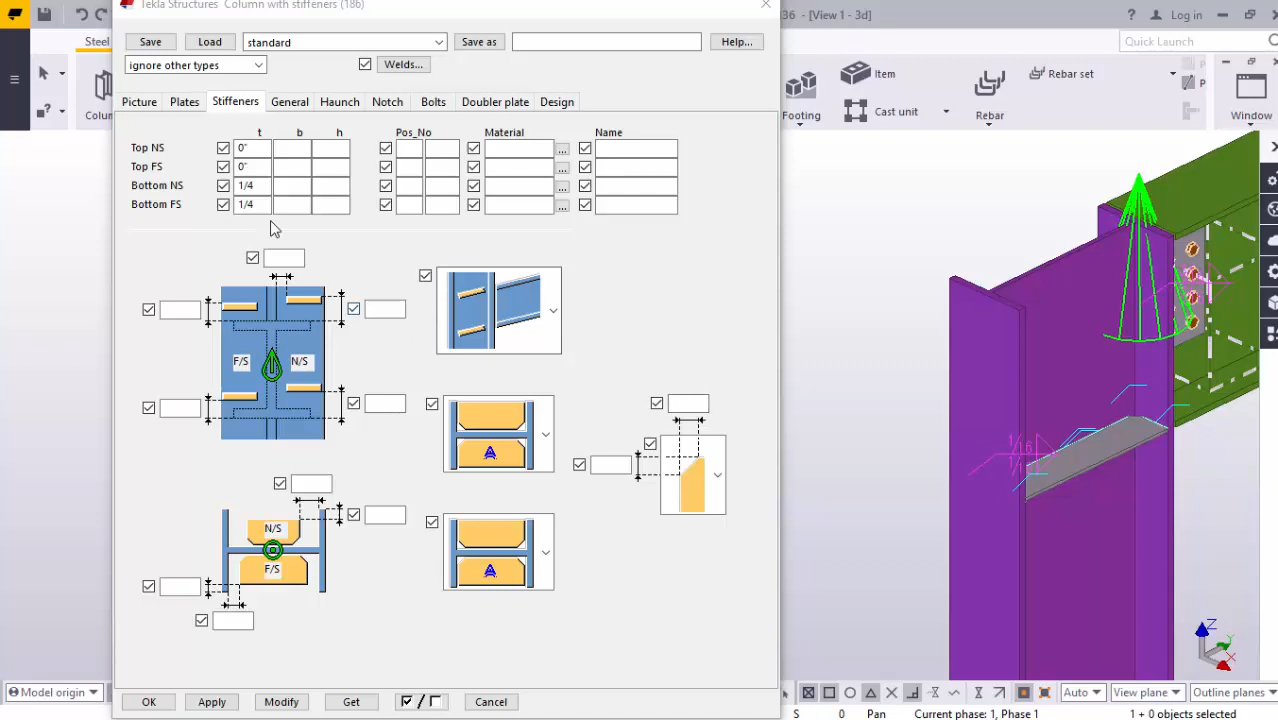 Tekla Structures Column with stiffeners (186)
36 - [View 1 - 3d]
Log in
Save
Load
standard
Save as
Help...
Steel
Quick Launch
ignore other types
Welds...
Item
Rebar set
Picture
Plates
Stiffeners
General
Haunch
Notch
Bolts
Doubler plate
Design
Colum
Footing
Cast unit
Rebar
Window
t
b
h
Pos_No
Material
Name
Top NS
0"
...
Top FS
0"
...
Bottom NS
1/4
...
Bottom FS
1/4
...
F/S
N/S
1/16
N/S
F/S
Z
Y
X
OK
Apply
Modify
/
Get
Cancel
Model origin
Auto
View plane
Outline planes
S
0
Pan
Current phase: 1, Phase 1
1 + 0 objects selected